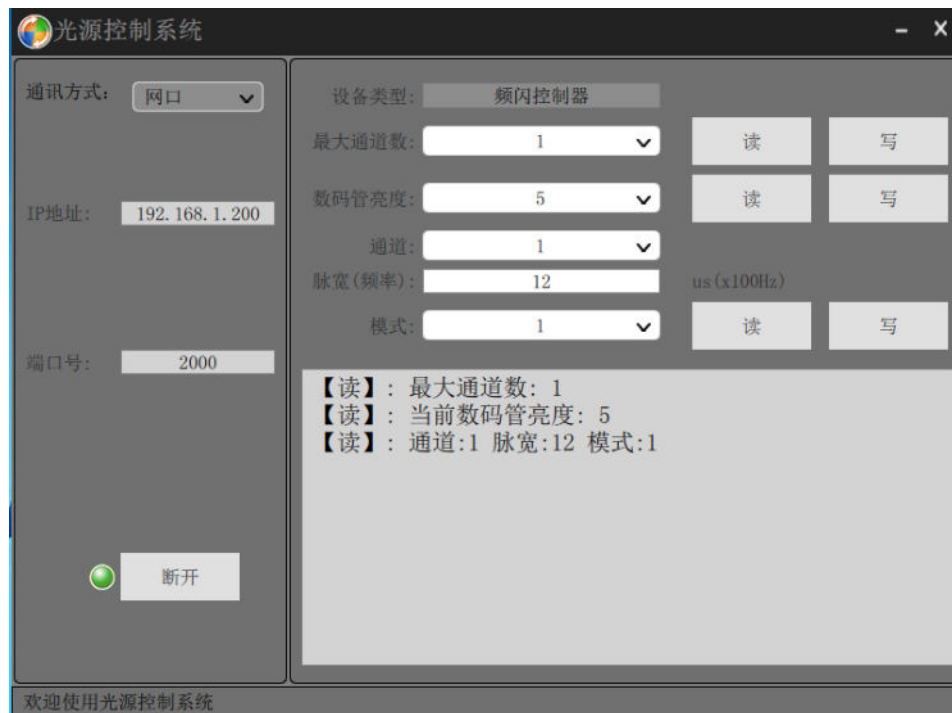 光源控制系统
通讯方式:
网口
IP地址:
192.168.1.200
端口号:
2000
断开
设备类型:
频闪控制器
最大通道数:
1
读
写
数码管亮度:
5
读
写
通道:
1
脉宽(频率):
12
us(x100Hz)
模式:
1
读
写
【读】: 最大通道数: 1
【读】: 当前数码管亮度: 5
【读】: 通道:1 脉宽:12 模式:1
欢迎使用光源控制系统